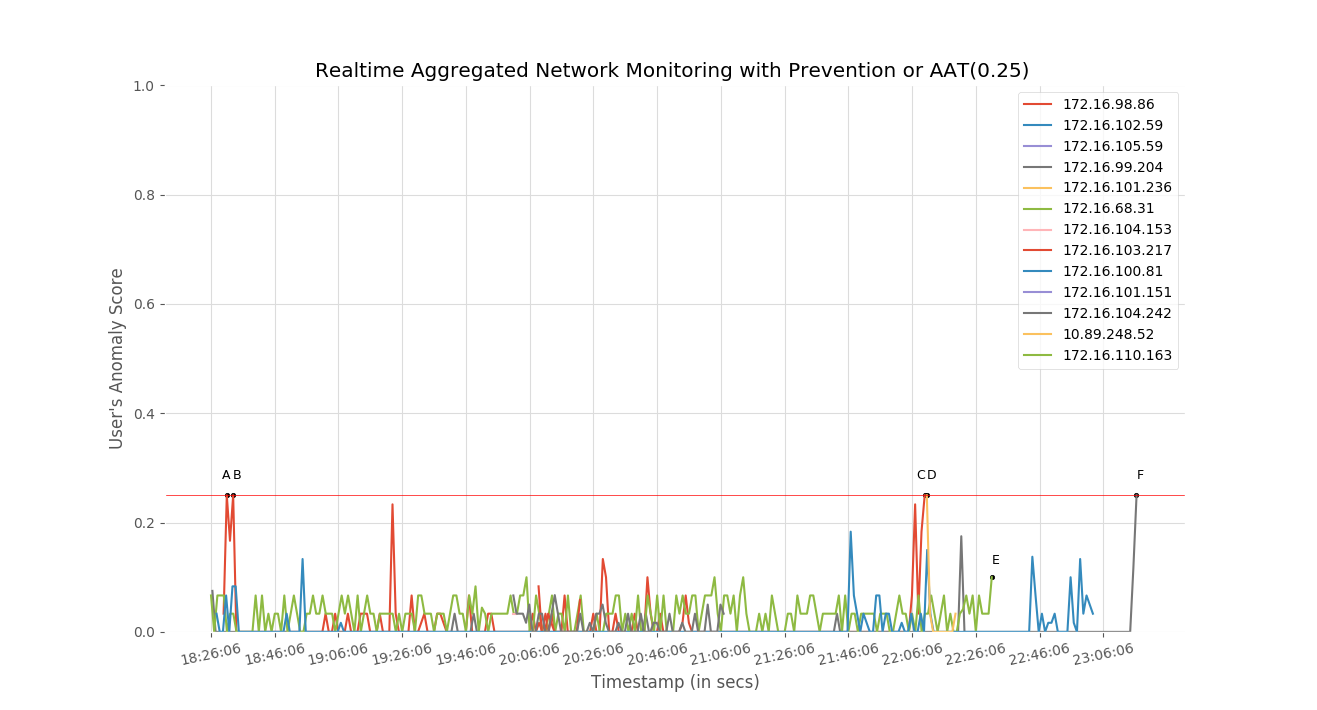 Realtime Aggregated Network Monitoring with Prevention or AAT(0.25)
1.0
0.8
0.6
0.4
0.2
0.0
User's Anomaly Score
172.16.98.86
172.16.102.59
172.16.105.59
172.16.99.204
172.16.101.236
172.16.68.31
172.16.104.153
172.16.103.217
172.16.100.81
172.16.101.151
172.16.104.242
10.89.248.52
172.16.110.163
A B
C D
F
E
18:26:06 18:46:06 19:06:06 19:26:06 19:46:06 20:06:06 20:26:06 20:46:06 21:06:06 21:26:06 21:46:06 22:06:06 22:26:06 22:46:06 23:06:06
Timestamp (in secs)